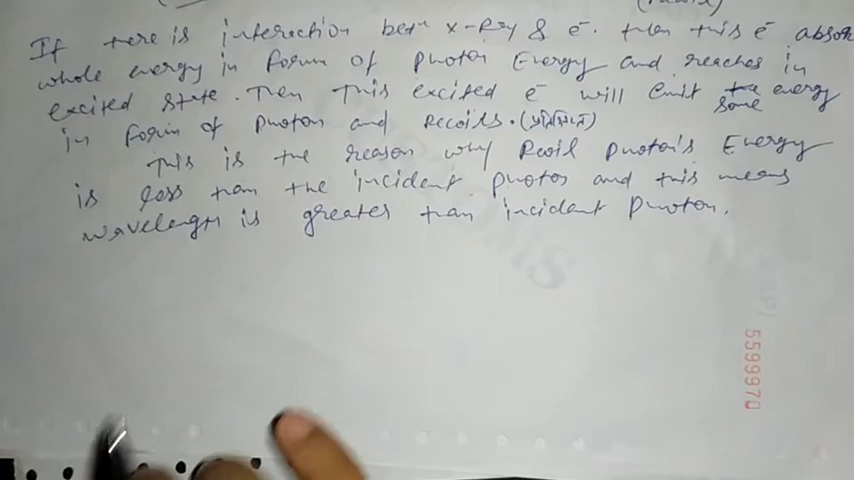 (Recoil)
If there is interaction betn x-Ray & e⁻. then this e⁻ absorb
whole energy in form of photon Energy and reaches in
excited state. Then This excited e⁻ will emit the energy
some
in form of photon and Recoils.
This is the reason why Recoil photon's Energy
is less than the incident photon and this means
wavelength is greater than incident photon.
5599970